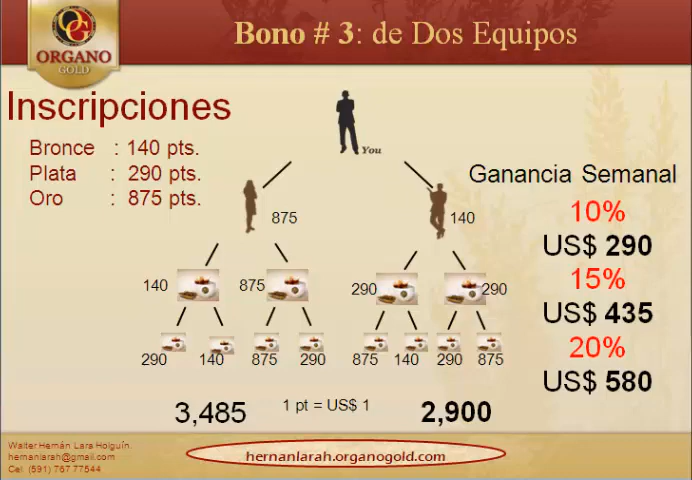 ORGANO
GOLD
Bono # 3: de Dos Equipos
Inscripciones
Bronce : 140 pts.
Plata : 290 pts.
Oro : 875 pts.
You
Ganancia Semanal
10%
US$ 290
15%
US$ 435
20%
US$ 580
875
140
140
875
290
290
290
140
875
290
875
140
290
875
3,485
1 pt = US$ 1
2,900
Walter Hernán Lara Holguín.
hernanlarah@gmail.com
Cel. (591) 767 77544
hernanlarah.organogold.com